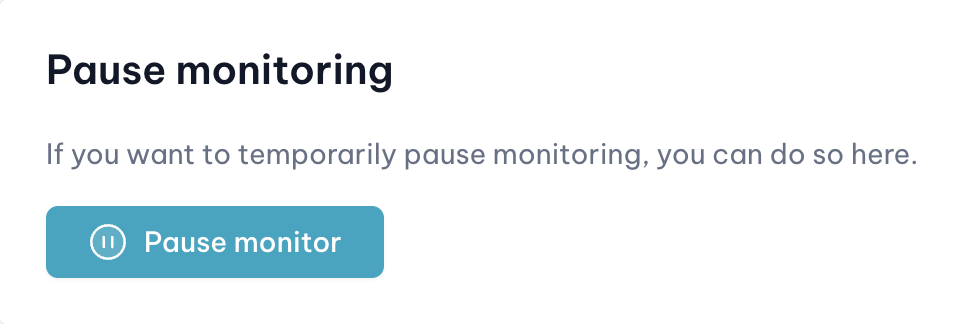 Pause monitoring
If you want to temporarily pause monitoring, you can do so here.
Pause monitor